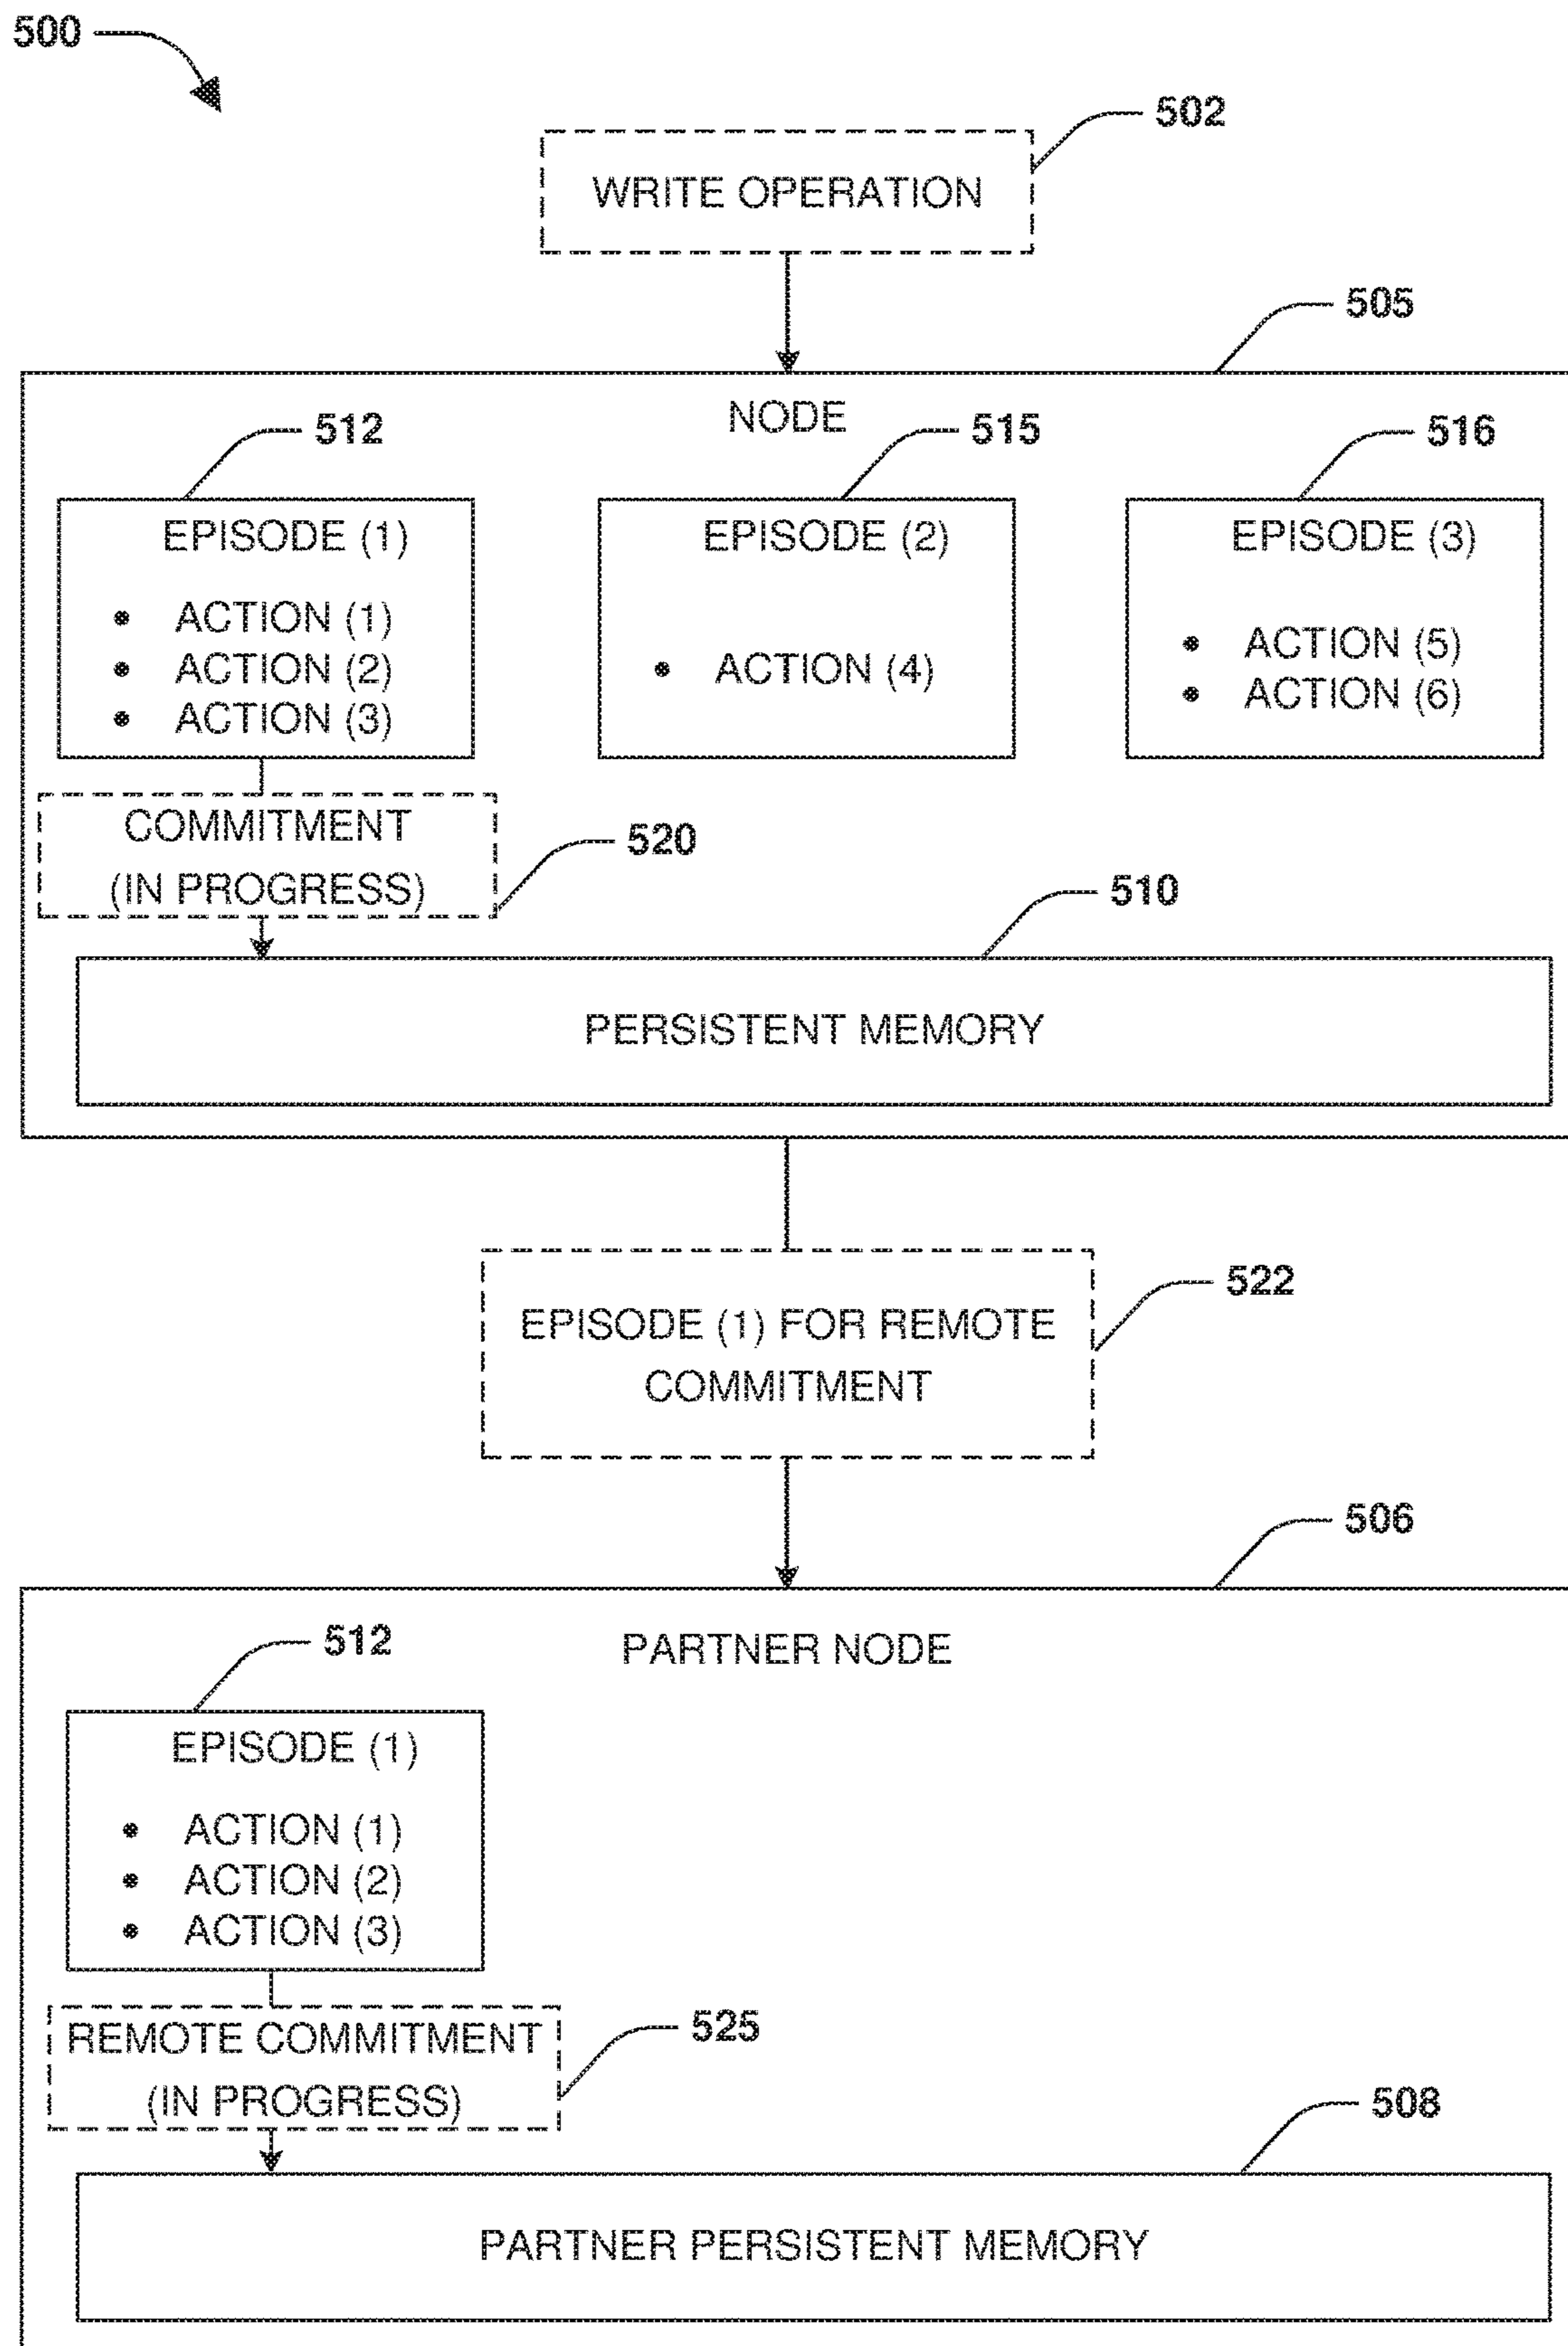 500
502
WRITE OPERATION
505
NODE
512
515
516
EPISODE (1)
• ACTION (1)
• ACTION (2)
• ACTION (3)
EPISODE (2)
• ACTION (4)
EPISODE (3)
• ACTION (5)
• ACTION (6)
COMMITMENT
(IN PROGRESS)
520
510
PERSISTENT MEMORY
522
EPISODE (1) FOR REMOTE
COMMITMENT
506
PARTNER NODE
512
EPISODE (1)
• ACTION (1)
• ACTION (2)
• ACTION (3)
REMOTE COMMITMENT
(IN PROGRESS)
525
508
PARTNER PERSISTENT MEMORY